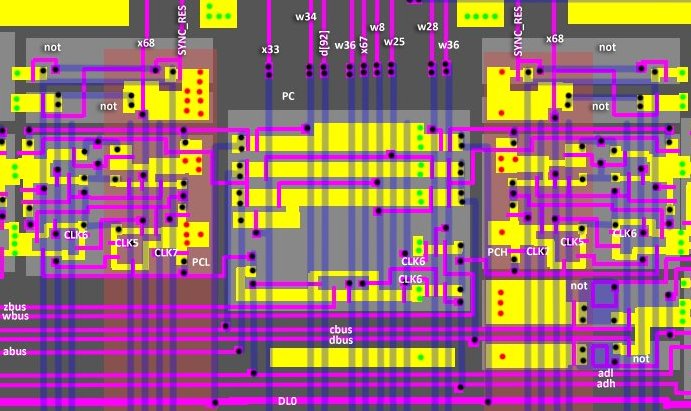 SYNC_RES
w34
w8
w28
SYNC_RES
not
x68
x33
d[92]
w36
x67
w25
w36
x68
not
PC
not
not
CLK6
CLK5
CLK7
PCL
CLK6
CLK6
PCH
CLK7
CLK5
CLK6
not
zbus
wbus
cbus
dbus
abus
not
adl
adh
DL0